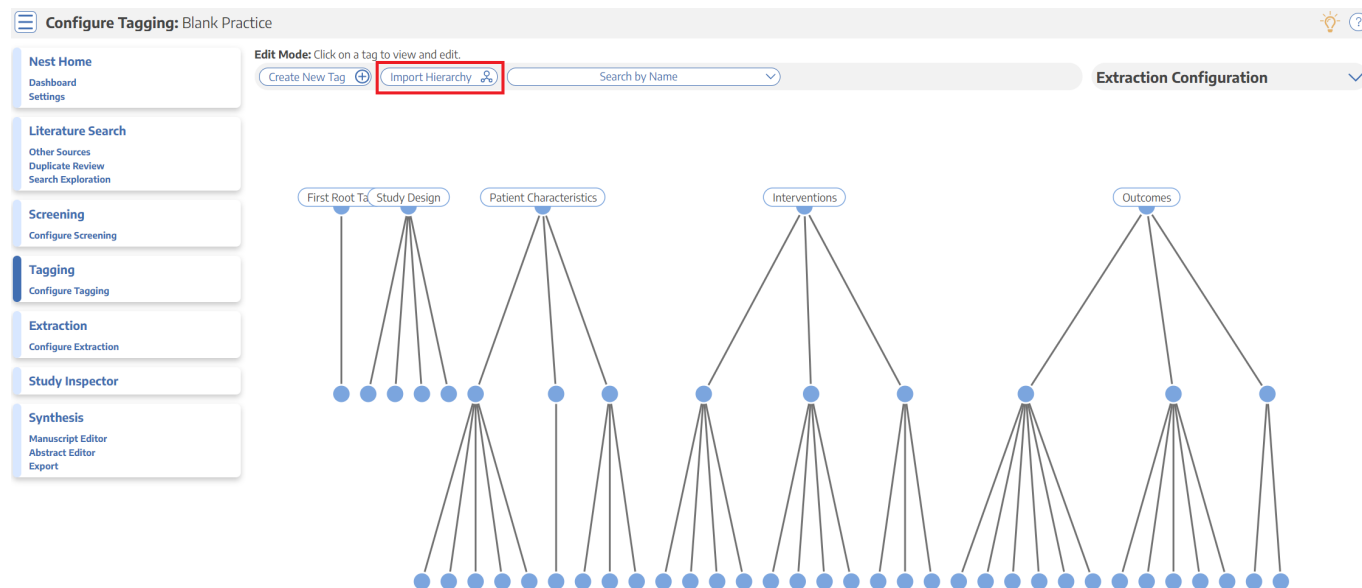 Configure Tagging: Blank Practice
?
Nest Home
Dashboard
Settings
Literature Search
Other Sources
Duplicate Review
Search Exploration
Screening
Configure Screening
Tagging
Configure Tagging
Extraction
Configure Extraction
Study Inspector
Synthesis
Manuscript Editor
Abstract Editor
Export
Edit Mode: Click on a tag to view and edit.
Create New Tag
Import Hierarchy
Search by Name
Extraction Configuration
First Root Ta
Study Design
Patient Characteristics
Interventions
Outcomes